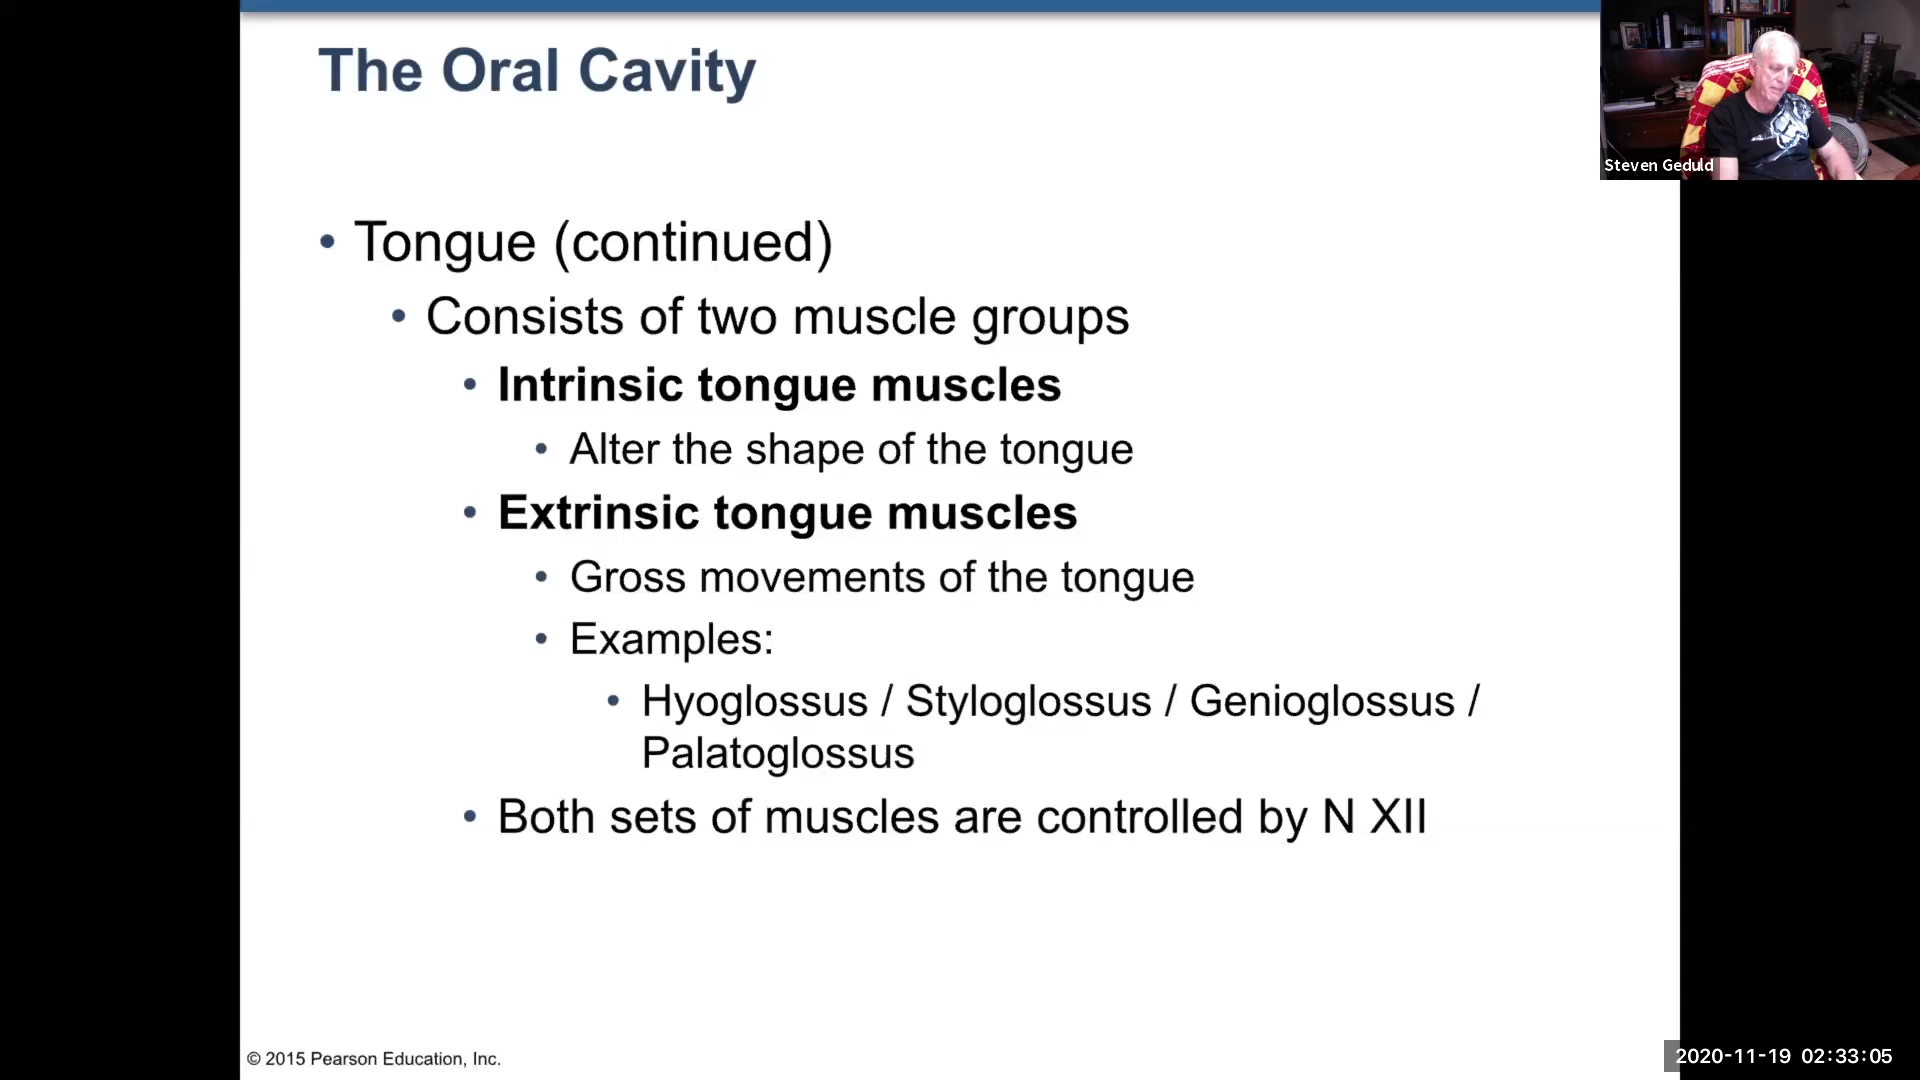 The Oral Cavity
Steven Geduld
• Tongue (continued)
• Consists of two muscle groups
• Intrinsic tongue muscles
• Alter the shape of the tongue
• Extrinsic tongue muscles
• Gross movements of the tongue
• Examples:
• Hyoglossus / Styloglossus / Genioglossus /
Palatoglossus
• Both sets of muscles are controlled by N XII
© 2015 Pearson Education, Inc.
2020-11-19 02:33:05